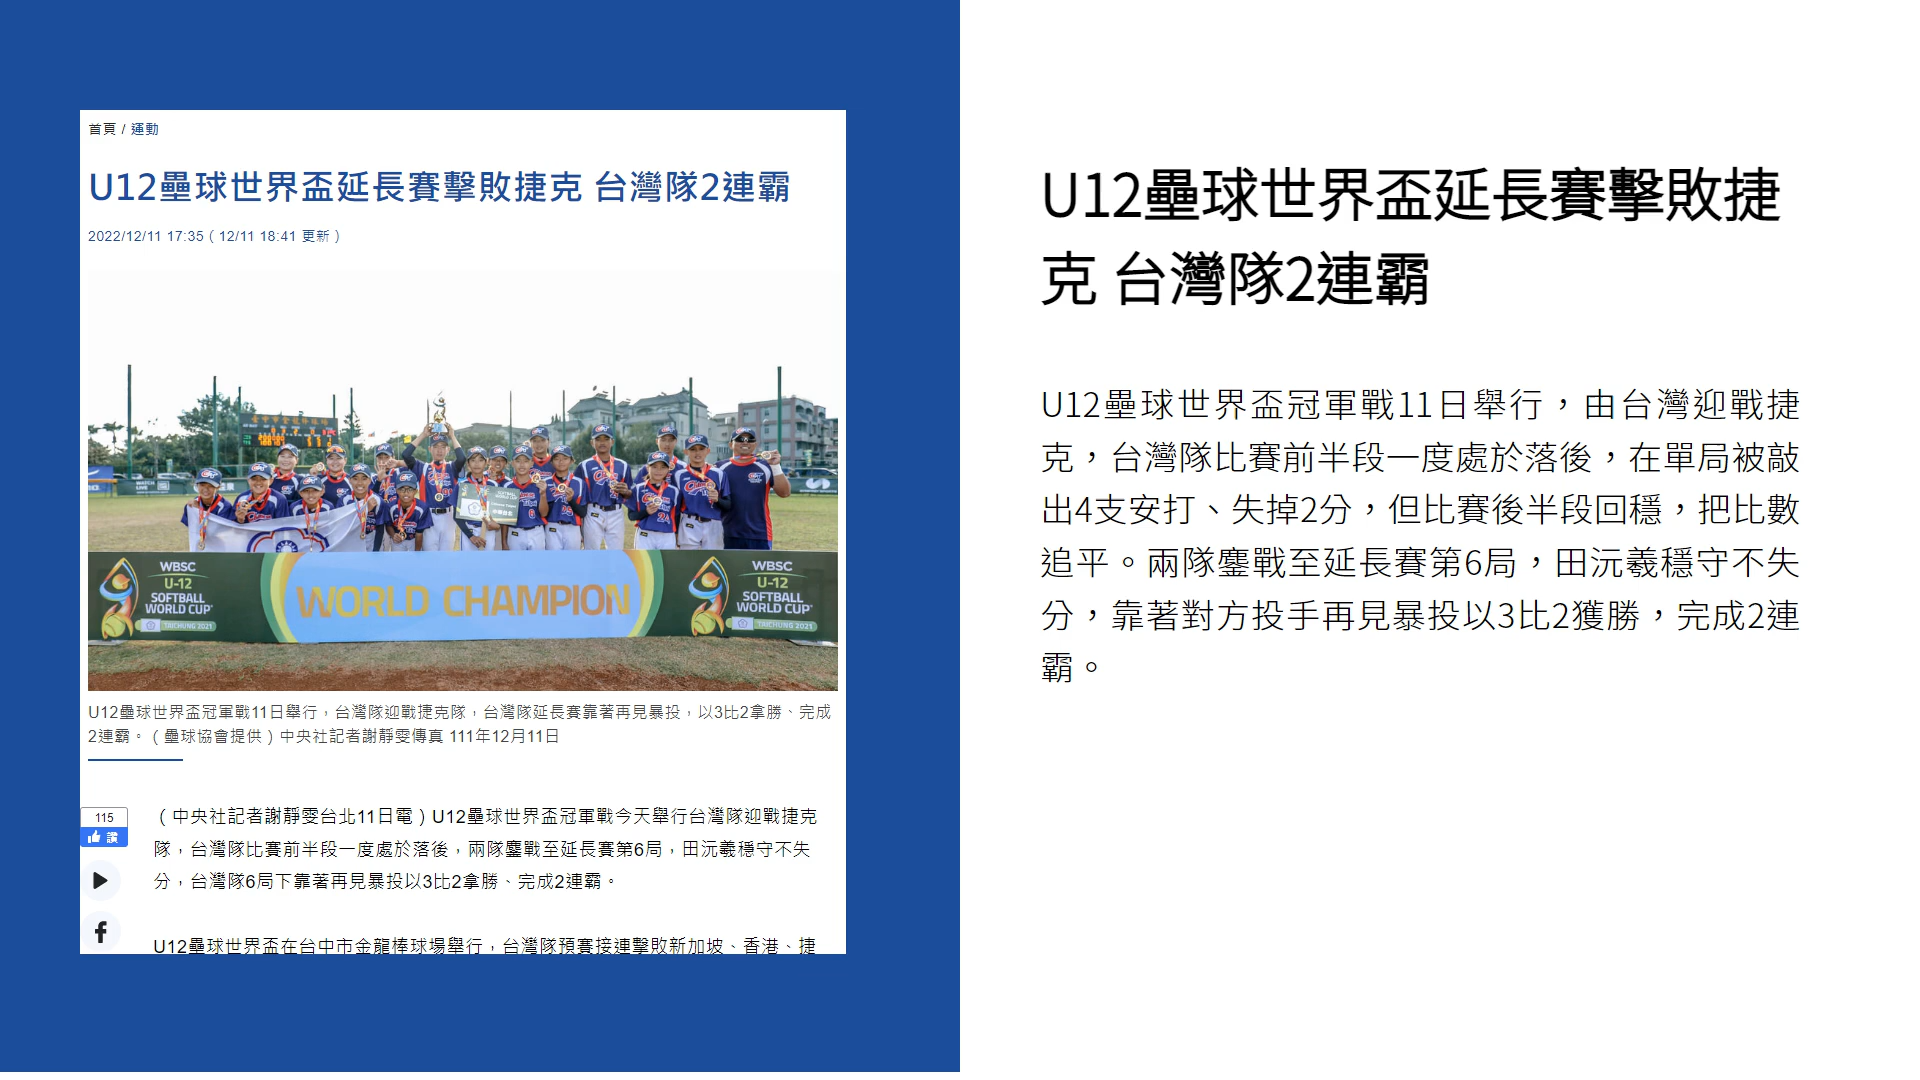 首頁 / 運動
U12壘球世界盃延長賽擊敗捷克 台灣隊2連霸
2022/12/11 17:35（12/11 18:41 更新）
WBSC
U-12
SOFTBALL
WORLD CUP
TAICHUNG 2021
WORLD CHAMPION
WBSC
U-12
SOFTBALL
WORLD CUP
TAICHUNG 2021
U12壘球世界盃冠軍戰11日舉行，台灣隊迎戰捷克隊，台灣隊延長賽靠著再見暴投，以3比2拿勝、完成
2連霸。（壘球協會提供）中央社記者謝靜雯傳真 111年12月11日
115
讚
（中央社記者謝靜雯台北11日電）U12壘球世界盃冠軍戰今天舉行台灣隊迎戰捷克
隊，台灣隊比賽前半段一度處於落後，兩隊鏖戰至延長賽第6局，田沅羲穩守不失
分，台灣隊6局下靠著再見暴投以3比2拿勝、完成2連霸。
U12壘球世界盃在台中市金龍棒球場舉行，台灣隊預賽接連擊敗新加坡、香港、捷
U12壘球世界盃延長賽擊敗捷
克 台灣隊2連霸
U12壘球世界盃冠軍戰11日舉行，由台灣迎戰捷
克，台灣隊比賽前半段一度處於落後，在單局被敲
出4支安打、失掉2分，但比賽後半段回穩，把比數
追平。兩隊鏖戰至延長賽第6局，田沅羲穩守不失
分，靠著對方投手再見暴投以3比2獲勝，完成2連
霸。